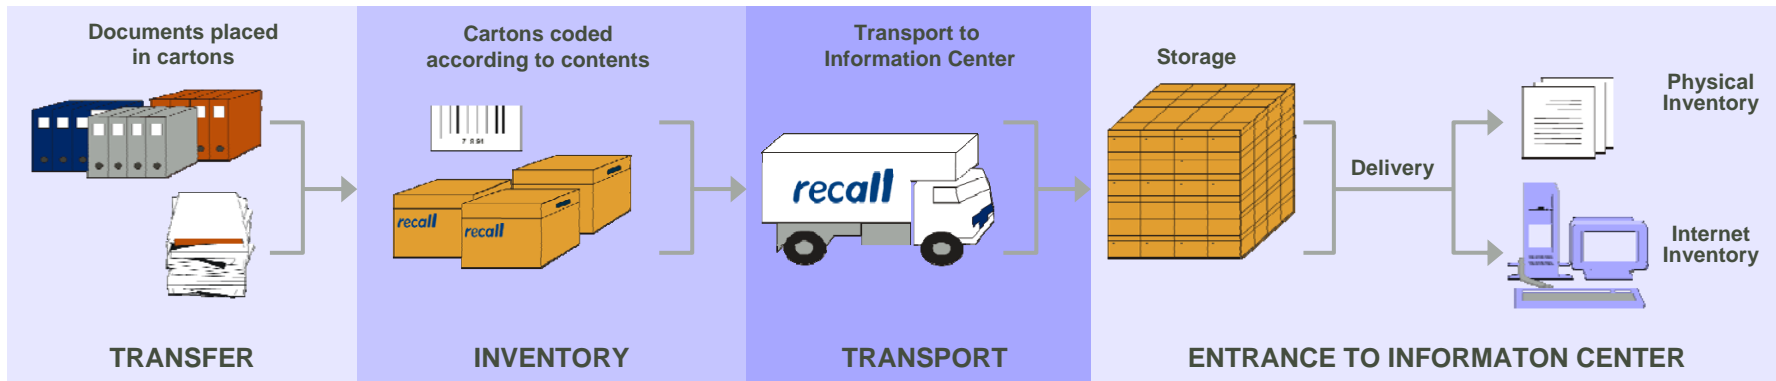 Documents placed
in cartons
Cartons coded
according to contents
Transport to
Information Center
Storage
Physical
Inventory
recall
Delivery
recall
recall
Internet
Inventory
TRANSFER
INVENTORY
TRANSPORT
ENTRANCE TO INFORMATON CENTER